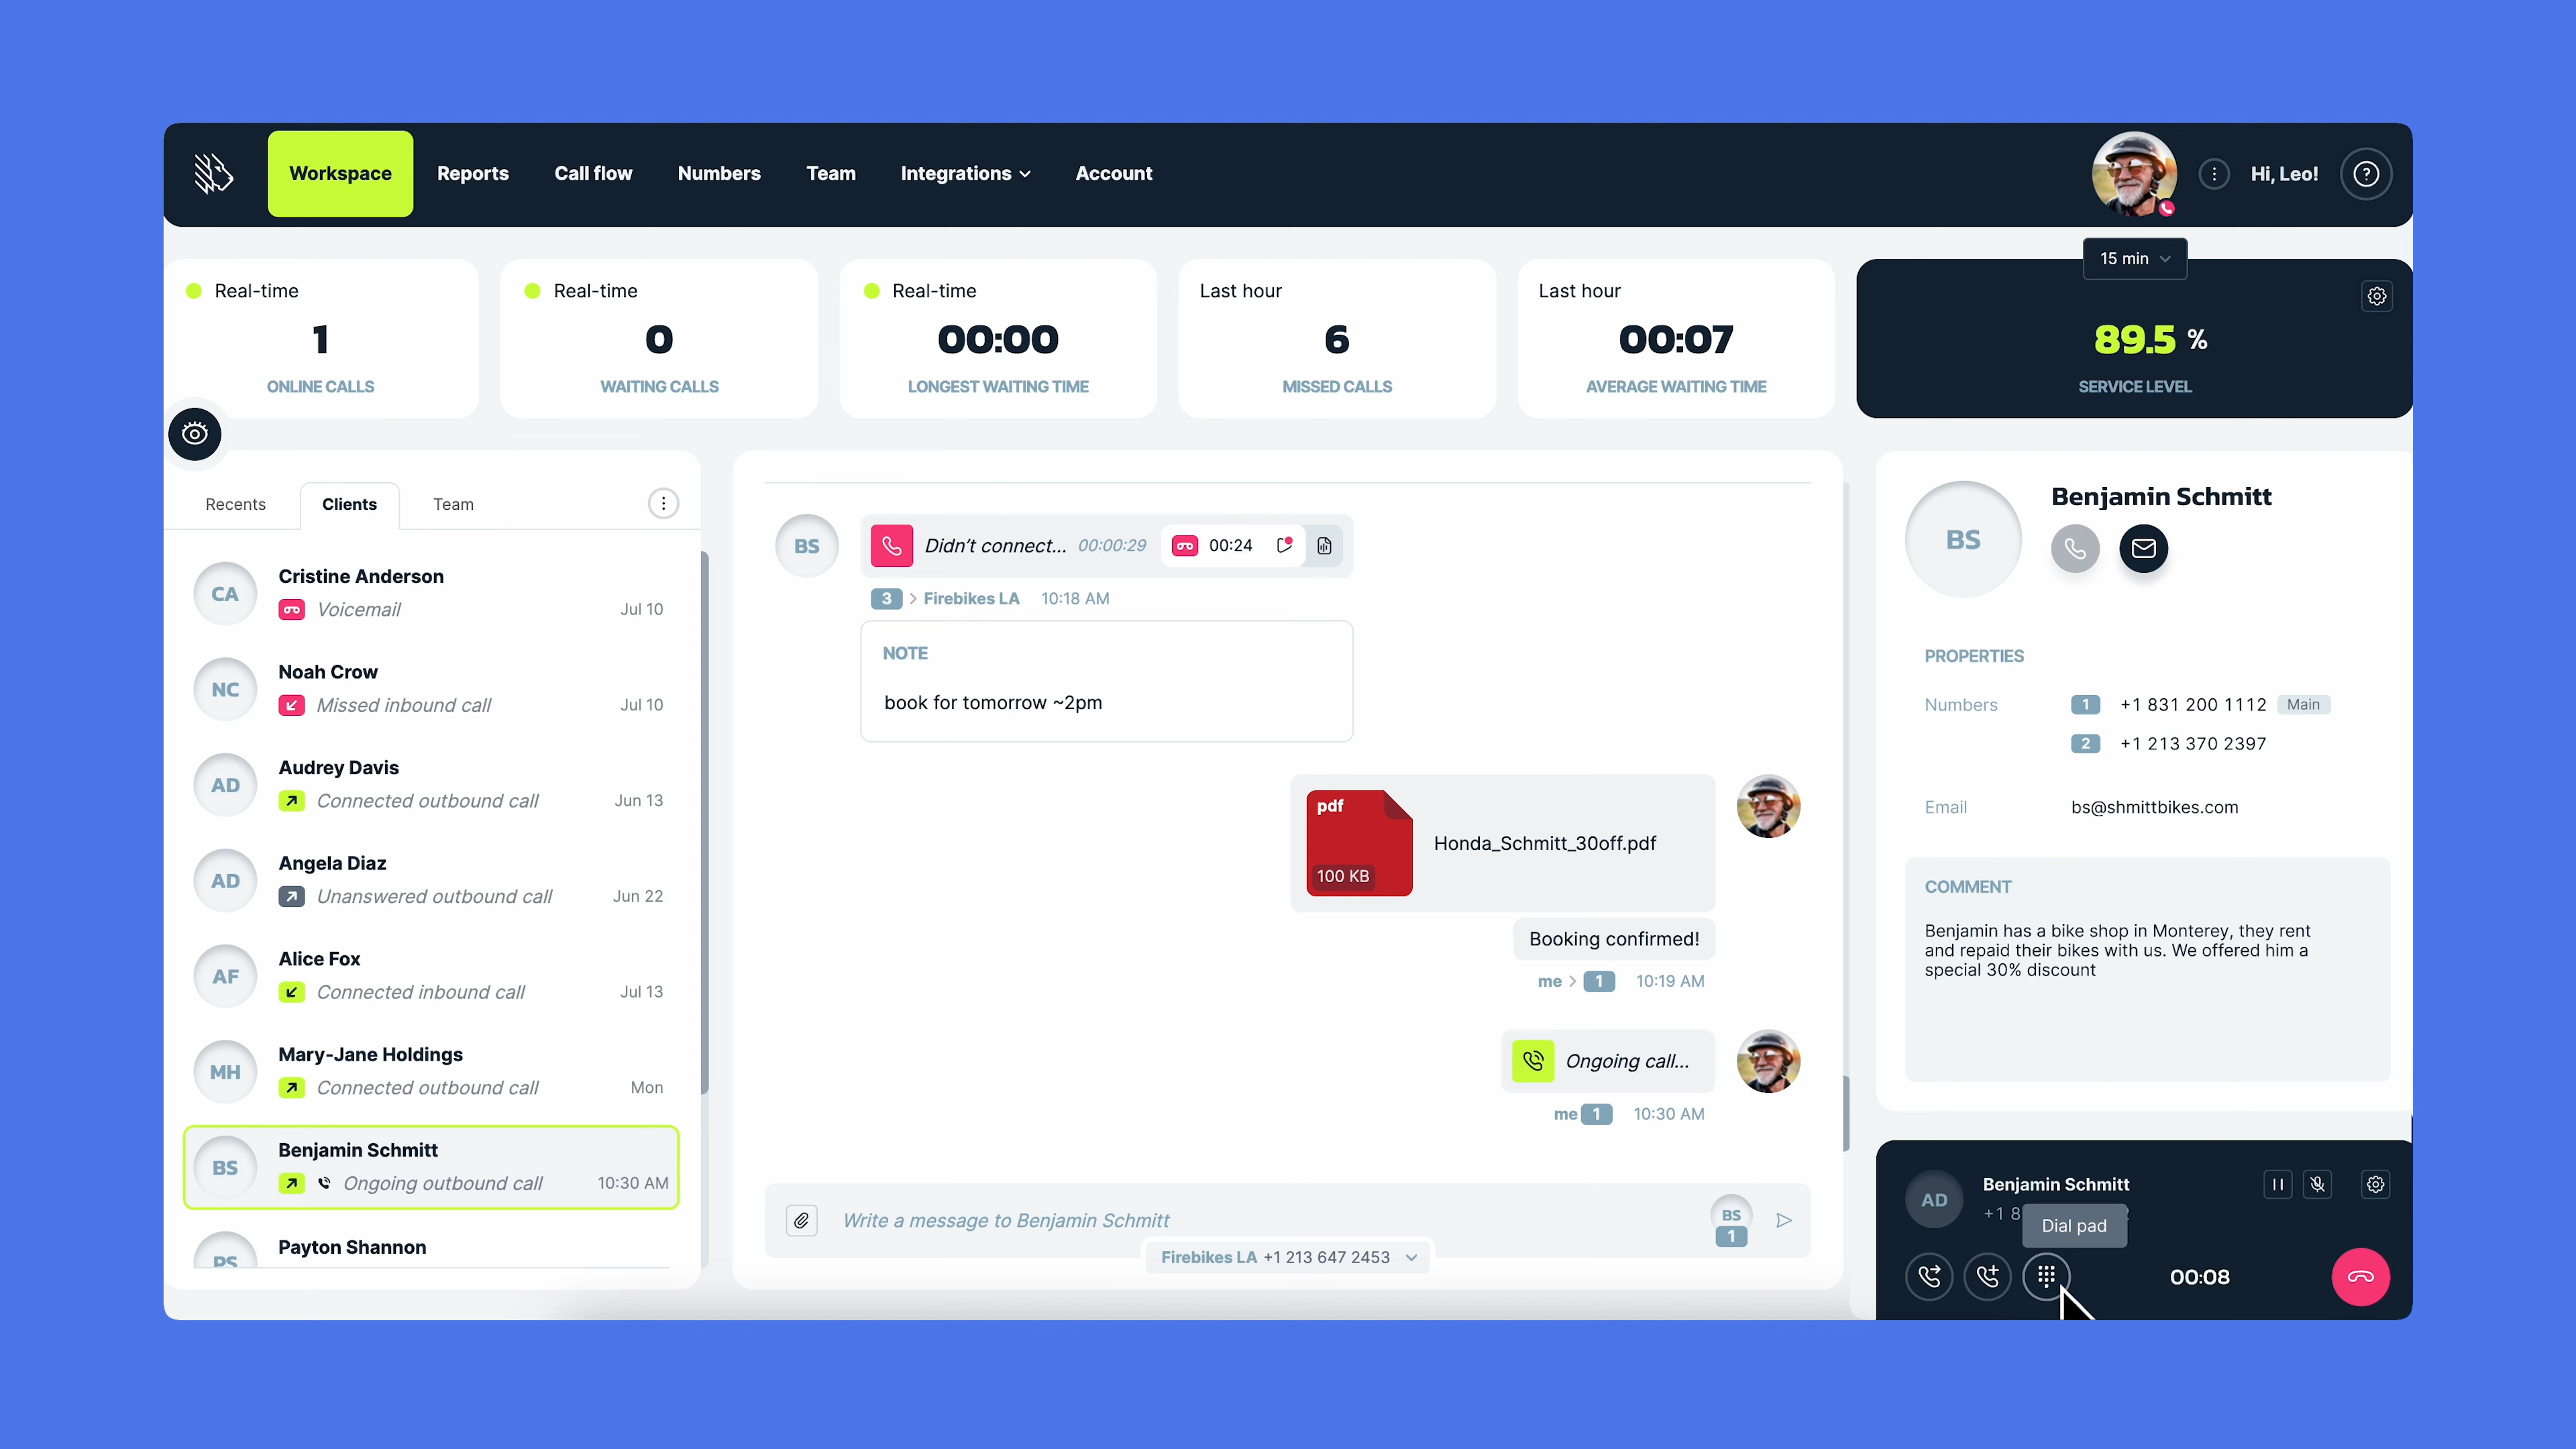 Workspace Reports Call flow Numbers Team Integrations Account Hi, Leo! ?
15 min
Real-time
1
ONLINE CALLS
Real-time
0
WAITING CALLS
Real-time
00:00
LONGEST WAITING TIME
Last hour
6
MISSED CALLS
Last hour
00:07
AVERAGE WAITING TIME
89.5 %
SERVICE LEVEL
Recents Clients Team
CA Cristine Anderson
Voicemail Jul 10
NC Noah Crow
Missed inbound call Jul 10
AD Audrey Davis
Connected outbound call Jun 13
AD Angela Diaz
Unanswered outbound call Jun 22
AF Alice Fox
Connected inbound call Jul 13
MH Mary-Jane Holdings
Connected outbound call Mon
BS Benjamin Schmitt
Ongoing outbound call 10:30 AM
PS Payton Shannon
BS Didn't connect... 00:00:29 00:24
3 > Firebikes LA 10:18 AM
NOTE
book for tomorrow ~2pm
pdf
100 KB
Honda_Schmitt_30off.pdf
Booking confirmed!
me > 1 10:19 AM
Ongoing call...
me 1 10:30 AM
Write a message to Benjamin Schmitt
BS
1
Firebikes LA +1 213 647 2453
BS
Benjamin Schmitt
PROPERTIES
Numbers 1 +1 831 200 1112 Main
2 +1 213 370 2397
Email bs@shmittbikes.com
COMMENT
Benjamin has a bike shop in Monterey, they rent
and repaid their bikes with us. We offered him a
special 30% discount
AD Benjamin Schmitt
+1 8
Dial pad
00:08